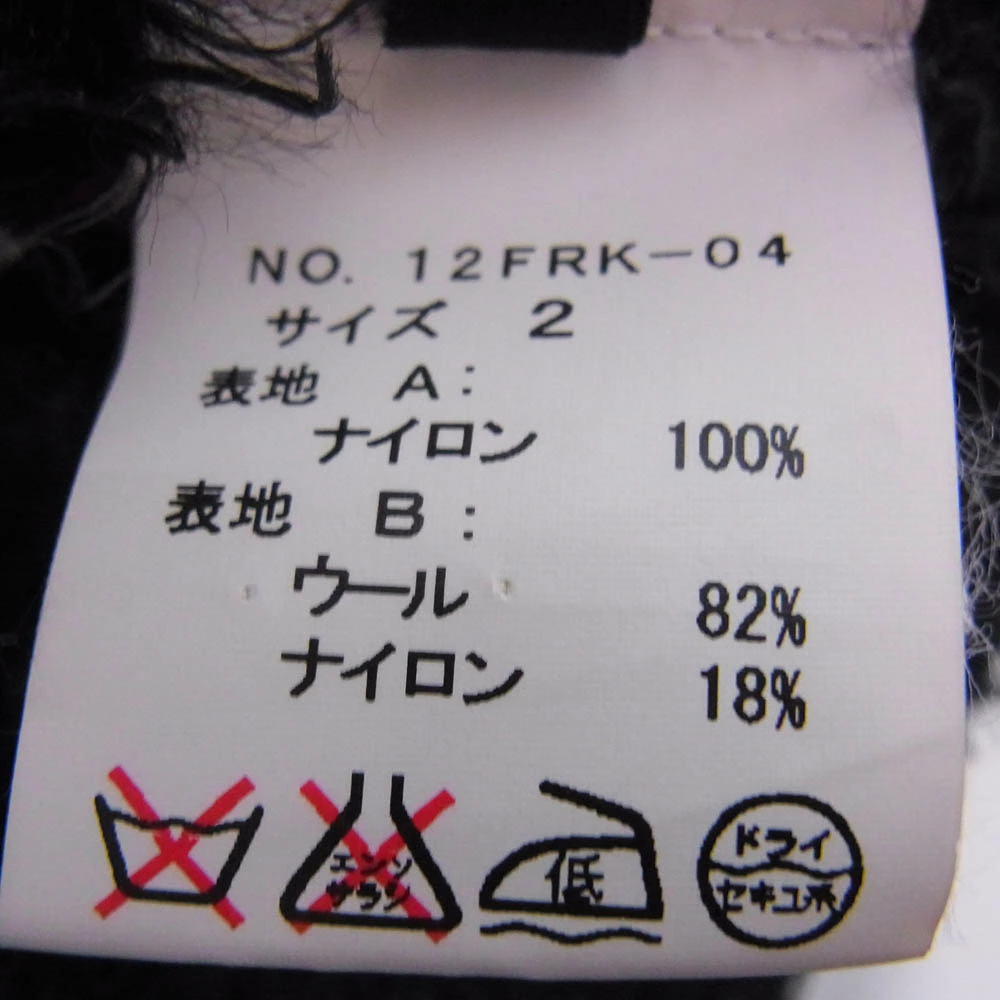 NO. 12FRK-04
サイズ 2
表地 A:
ナイロン 100%
表地 B:
ウール 82%
ナイロン 18%
エンソ
サラシ
低
ドライ
セキユ系